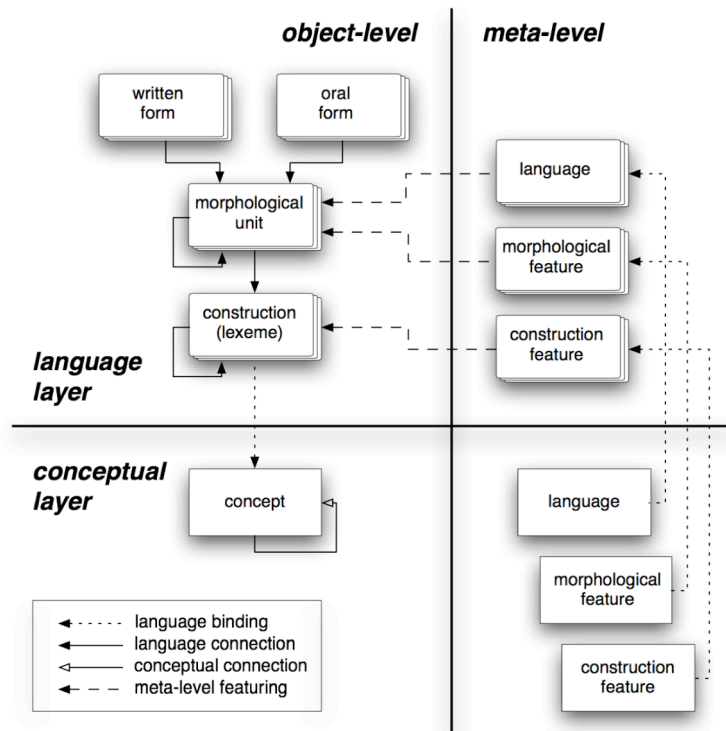 object-level
meta-level
written
form
oral
form
language
morphological
unit
morphological
feature
construction
(lexeme)
construction
feature
language
layer
conceptual
layer
concept
language
morphological
feature
construction
feature
language binding
language connection
conceptual connection
meta-level featuring